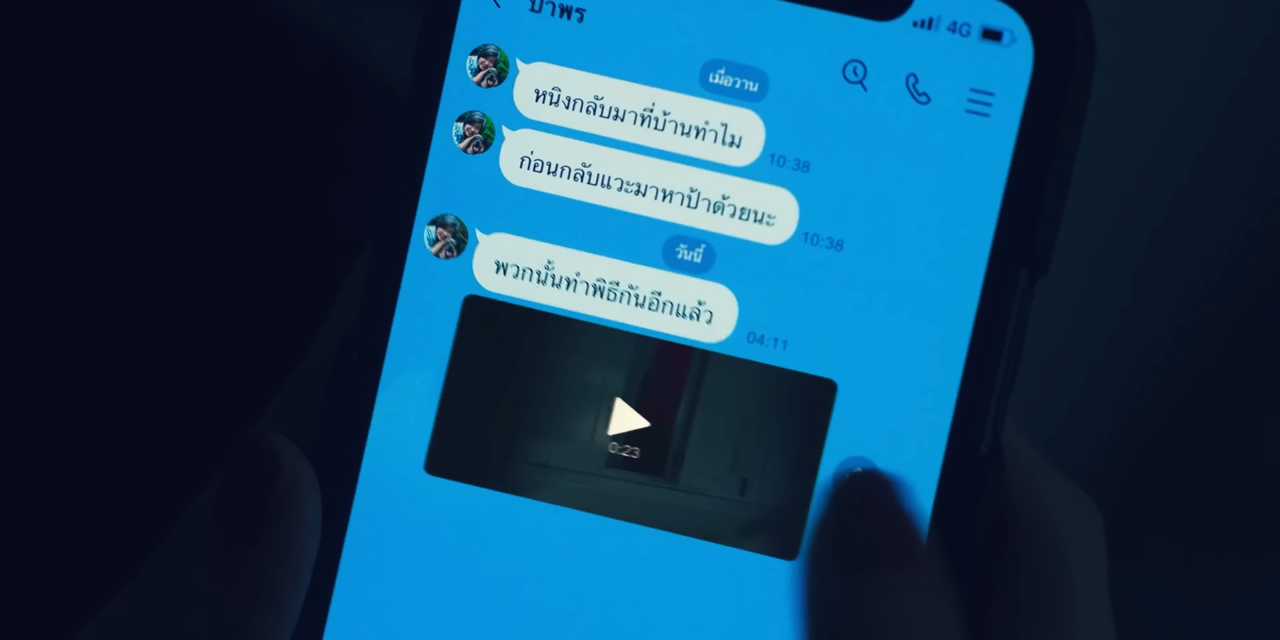 ป้าพร
4G
เมื่อวาน
หนิงกลับมาที่บ้านทำไม
10:38
ก่อนกลับแวะมาหาป้าด้วยนะ
10:38
วันนี้
พวกนั้นทำพิธีกันอีกแล้ว
04:11
0:23